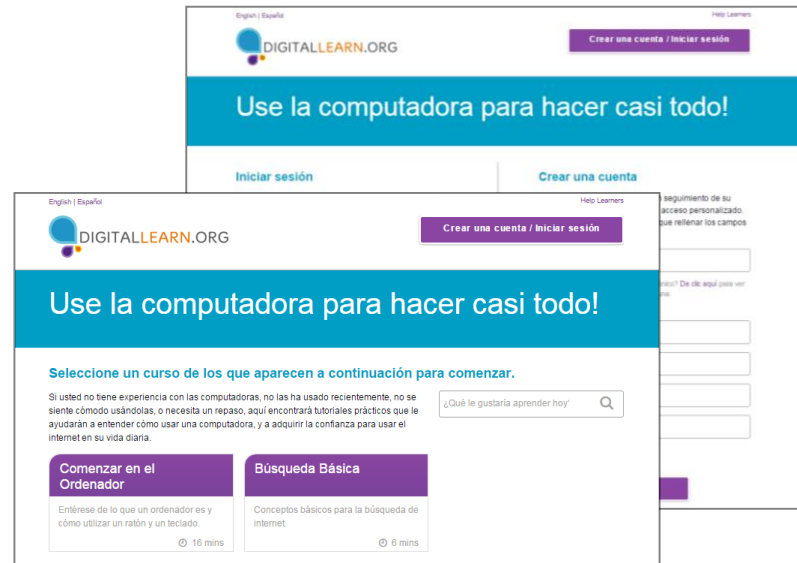 English | Español
Help Learners
DIGITALLEARN.ORG
Crear una cuenta / Iniciar sesión
Use la computadora para hacer casi todo!
Iniciar sesión
Crear una cuenta
seguimiento de su
acceso personalizado.
que rellenar los campos
De clic aquí para ver
English | Español
Help Learners
DIGITALLEARN.ORG
Crear una cuenta / Iniciar sesión
Use la computadora para hacer casi todo!
Seleccione un curso de los que aparecen a continuación para comenzar.
Si usted no tiene experiencia con las computadoras, no las ha usado recientemente, no se
siente cómodo usándolas, o necesita un repaso, aquí encontrará tutoriales prácticos que le
ayudarán a entender cómo usar una computadora, y a adquirir la confianza para usar el
internet en su vida diaria.
¿Qué le gustaría aprender hoy'
Comenzar en el
Ordenador
Entérese de lo que un ordenador es y
cómo utilizar un ratón y un teclado.
16 mins
Búsqueda Básica
Conceptos básicos para la búsqueda de
internet.
6 mins